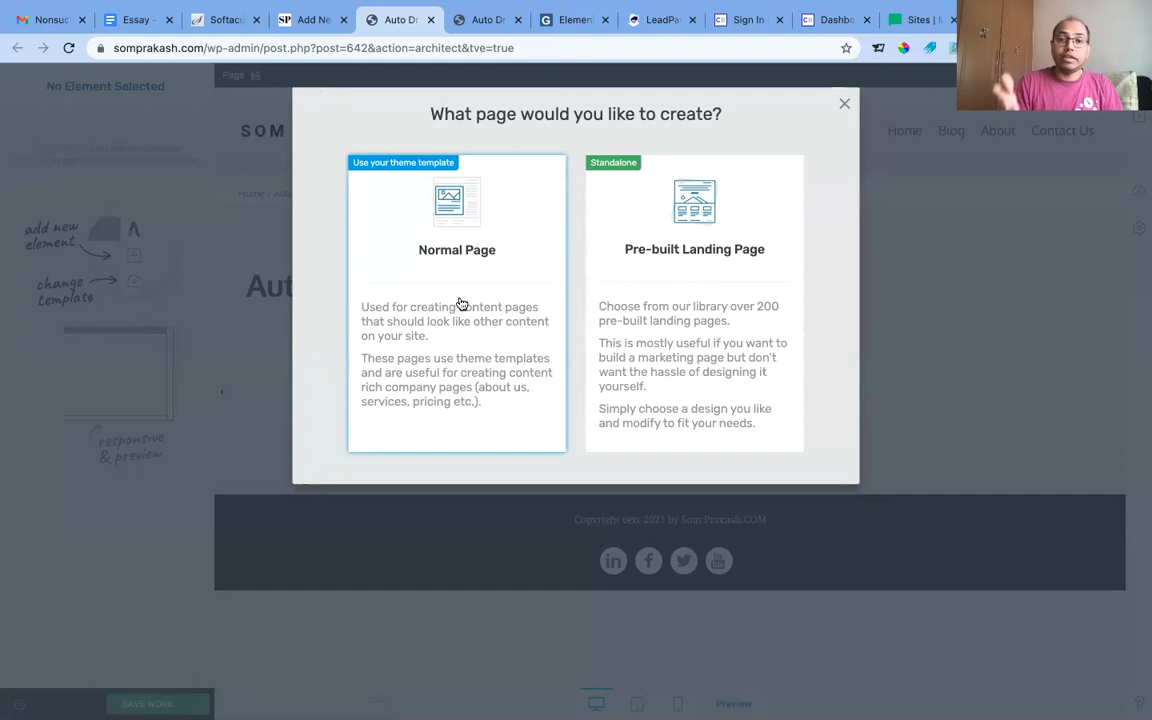 Nonsuc
Essay -
Softacu
SP Add Ne
Auto Dr
Auto Dr
Elemen
LeadPa
Sign In
Dashbo
Sites | M
somprakash.com/wp-admin/post.php?post=642&action=architect&tve=true
No Element Selected
Page
What page would you like to create?
SOM
Home Blog About Contact Us
Use your theme template
Standalone
Home / Aut
add new
element
change
template
Normal Page
Pre-built Landing Page
Aut
Used for creating content pages
that should look like other content
on your site.
These pages use theme templates
and are useful for creating content
rich company pages (about us,
services, pricing etc.).
Choose from our library over 200
pre-built landing pages.
This is mostly useful if you want to
build a marketing page but don't
want the hassle of designing it
yourself.
Simply choose a design you like
and modify to fit your needs.
responsive
& preview
Copyright text 2021 by Som Prakash.COM
SAVE WORK
Preview